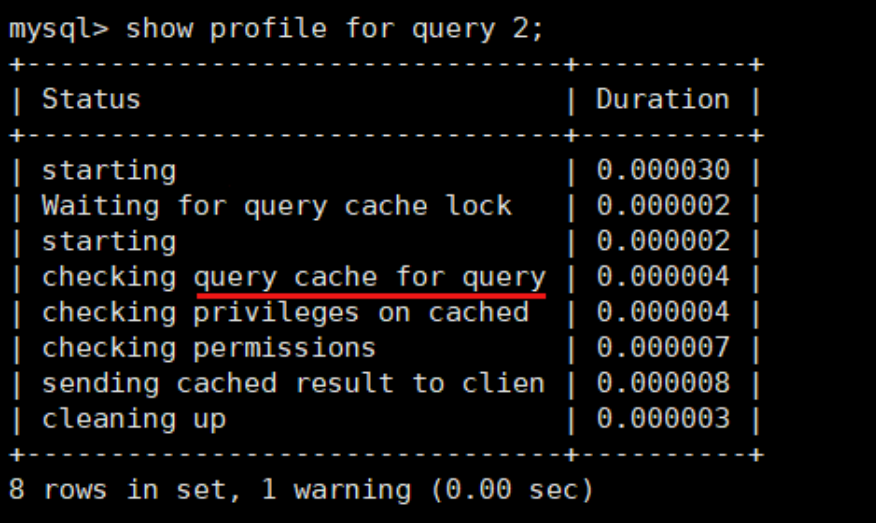 mysql> show profile for query 2;
+--------------------------------+----------+
| Status                         | Duration |
+--------------------------------+----------+
| starting                       | 0.000030 |
| Waiting for query cache lock   | 0.000002 |
| starting                       | 0.000002 |
| checking query cache for query | 0.000004 |
| checking privileges on cached  | 0.000004 |
| checking permissions           | 0.000007 |
| sending cached result to clien | 0.000008 |
| cleaning up                    | 0.000003 |
+--------------------------------+----------+
8 rows in set, 1 warning (0.00 sec)